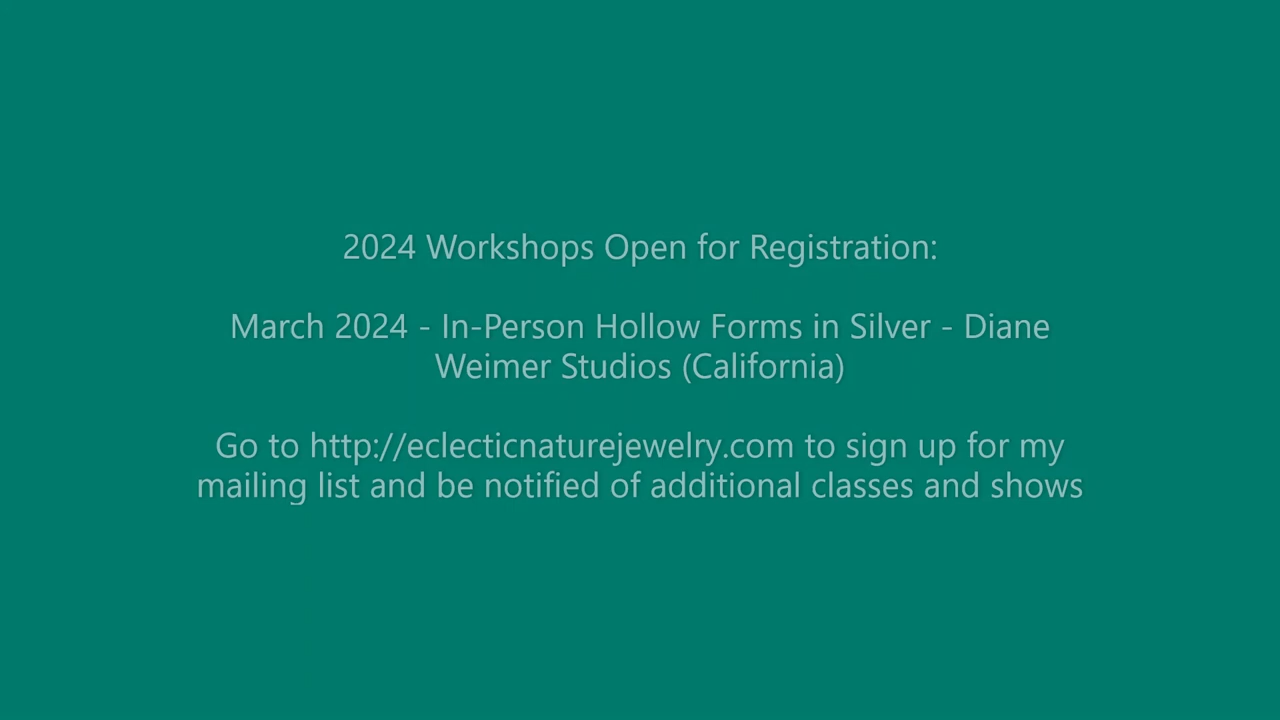 2024 Workshops Open for Registration:
March 2024 - In-Person Hollow Forms in Silver - Diane
Weimer Studios (California)
Go to http://eclecticnaturejewelry.com to sign up for my
mailing list and be notified of additional classes and shows